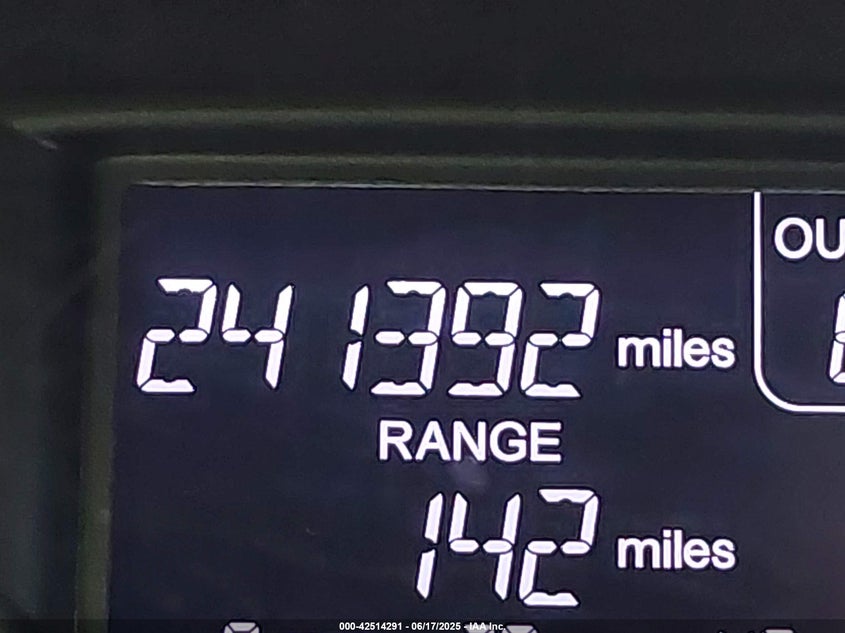 241392 miles
OU
RANGE
142 miles
000-42514291 - 06/17/2025 - IAA Inc.